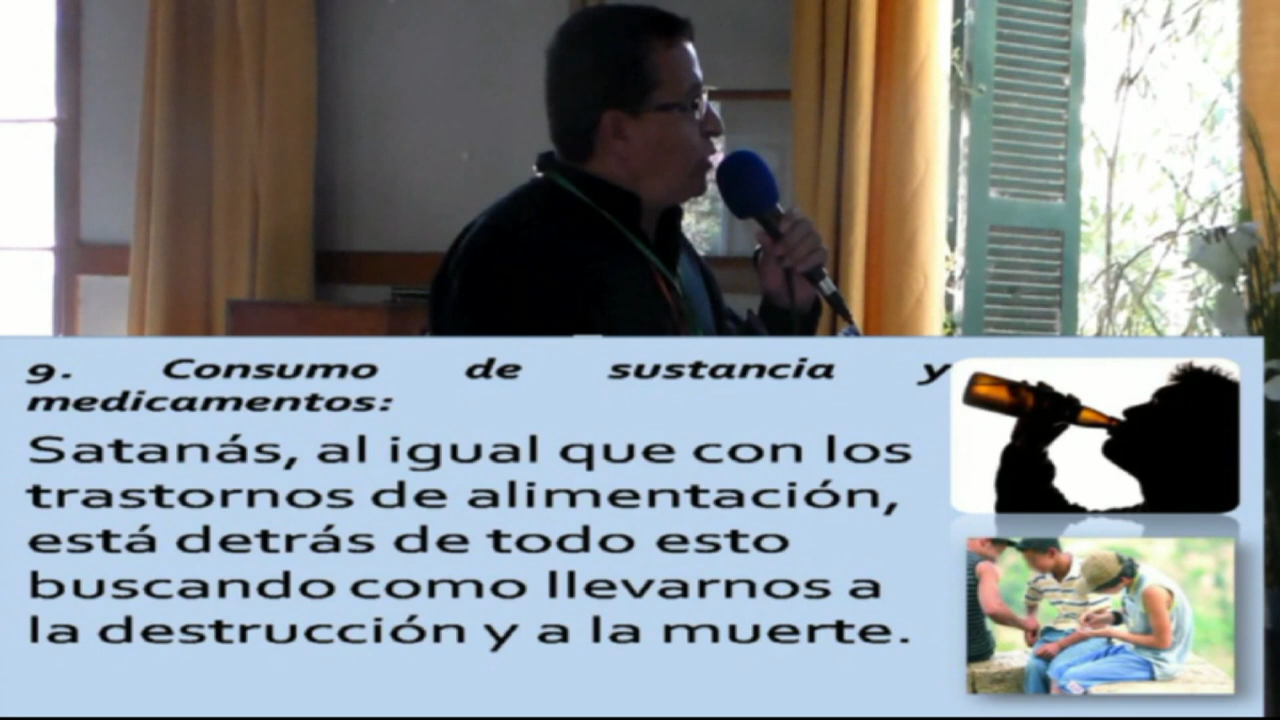 9. Consumo de sustancia y
medicamentos:
Satanás, al igual que con los
trastornos de alimentación,
está detrás de todo esto
buscando como llevarnos a
la destrucción y a la muerte.